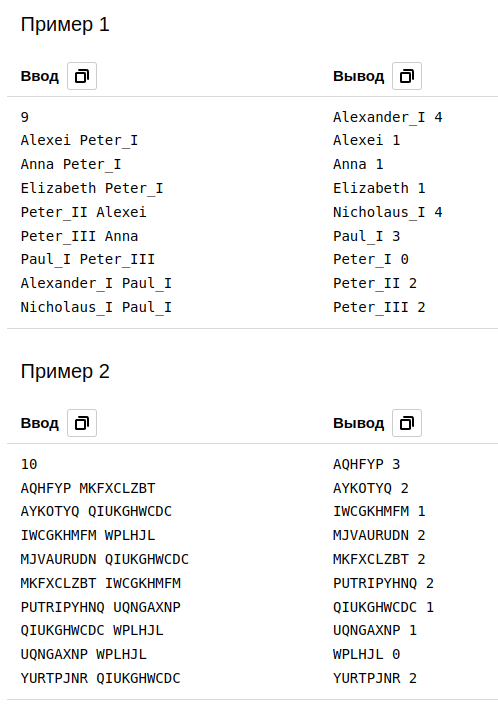 Пример 1
Ввод Вывод
9 Alexander_I 4
Alexei Peter_I Alexei 1
Anna Peter_I Anna 1
Elizabeth Peter_I Elizabeth 1
Peter_II Alexei Nicholaus_I 4
Peter_III Anna Paul_I 3
Paul_I Peter_III Peter_I 0
Alexander_I Paul_I Peter_II 2
Nicholaus_I Paul_I Peter_III 2
Пример 2
Ввод Вывод
10 AQHFYP 3
AQHFYP MKFXCLZBT AYKOTYQ 2
AYKOTYQ QIUKGHWCDC IWCGKHMFM 1
IWCGKHMFM WPLHJL MJVAURUDN 2
MJVAURUDN QIUKGHWCDC MKFXCLZBT 2
MKFXCLZBT IWCGKHMFM PUTRIPYHNQ 2
PUTRIPYHNQ UQNGAXNP QIUKGHWCDC 1
QIUKGHWCDC WPLHJL UQNGAXNP 1
UQNGAXNP WPLHJL WPLHJL 0
YURTPJNR QIUKGHWCDC YURTPJNR 2